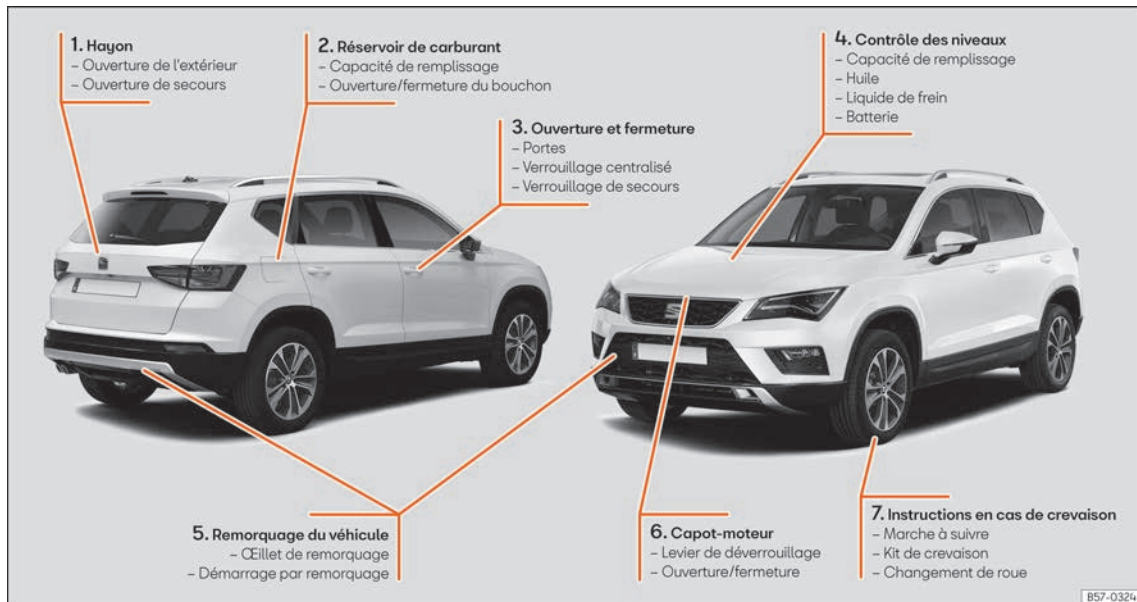 1. Hayon
– Ouverture de l'extérieur
– Ouverture de secours
2. Réservoir de carburant
– Capacité de remplissage
– Ouverture/fermeture du bouchon
3. Ouverture et fermeture
– Portes
– Verrouillage centralisé
– Verrouillage de secours
4. Contrôle des niveaux
– Capacité de remplissage
– Huile
– Liquide de frein
– Batterie
5. Remorquage du véhicule
– Œillet de remorquage
– Démarrage par remorquage
6. Capot-moteur
– Levier de déverrouillage
– Ouverture/fermeture
7. Instructions en cas de crevaison
– Marche à suivre
– Kit de crevaison
– Changement de roue
B57-0324